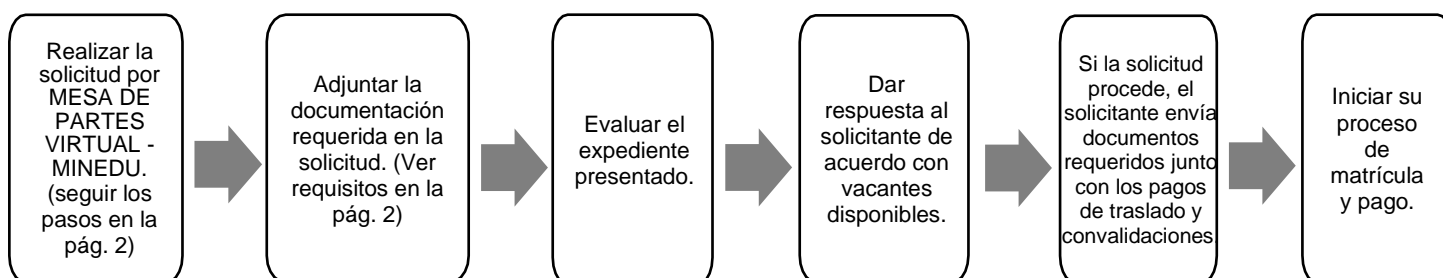 Realizar la
solicitud por
MESA DE
PARTES
VIRTUAL -
MINEDU.
(seguir los
pasos en la
pág. 2)
Adjuntar la
documentación
requerida en la
solicitud. (Ver
requisitos en la
pág. 2)
Evaluar el
expediente
presentado.
Dar
respuesta al
solicitante de
acuerdo con
vacantes
disponibles.
Si la solicitud
procede, el
solicitante envía
documentos
requeridos junto
con los pagos
de traslado y
convalidaciones.
Iniciar su
proceso
de
matrícula
y pago.